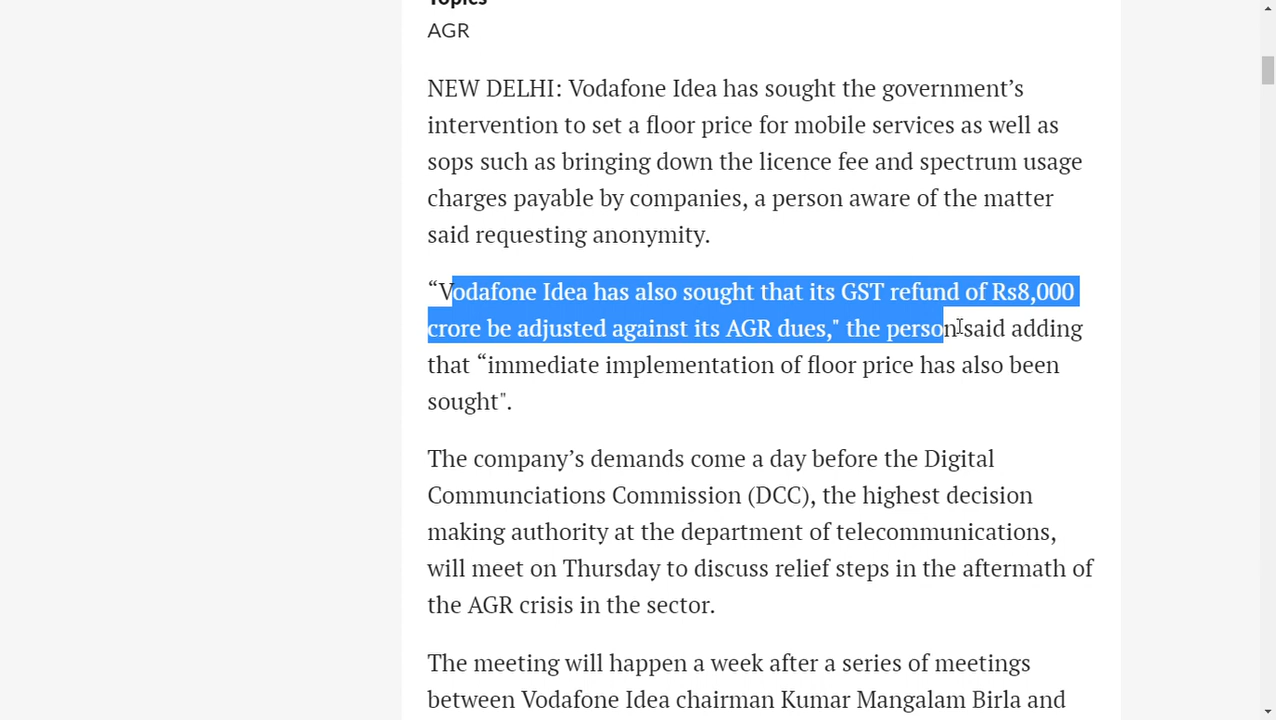 Topics
AGR
NEW DELHI: Vodafone Idea has sought the government’s
intervention to set a floor price for mobile services as well as
sops such as bringing down the licence fee and spectrum usage
charges payable by companies, a person aware of the matter
said requesting anonymity.
“Vodafone Idea has also sought that its GST refund of Rs8,000
crore be adjusted against its AGR dues," the person said adding
that “immediate implementation of floor price has also been
sought".
The company’s demands come a day before the Digital
Communciations Commission (DCC), the highest decision
making authority at the department of telecommunications,
will meet on Thursday to discuss relief steps in the aftermath of
the AGR crisis in the sector.
The meeting will happen a week after a series of meetings
between Vodafone Idea chairman Kumar Mangalam Birla and